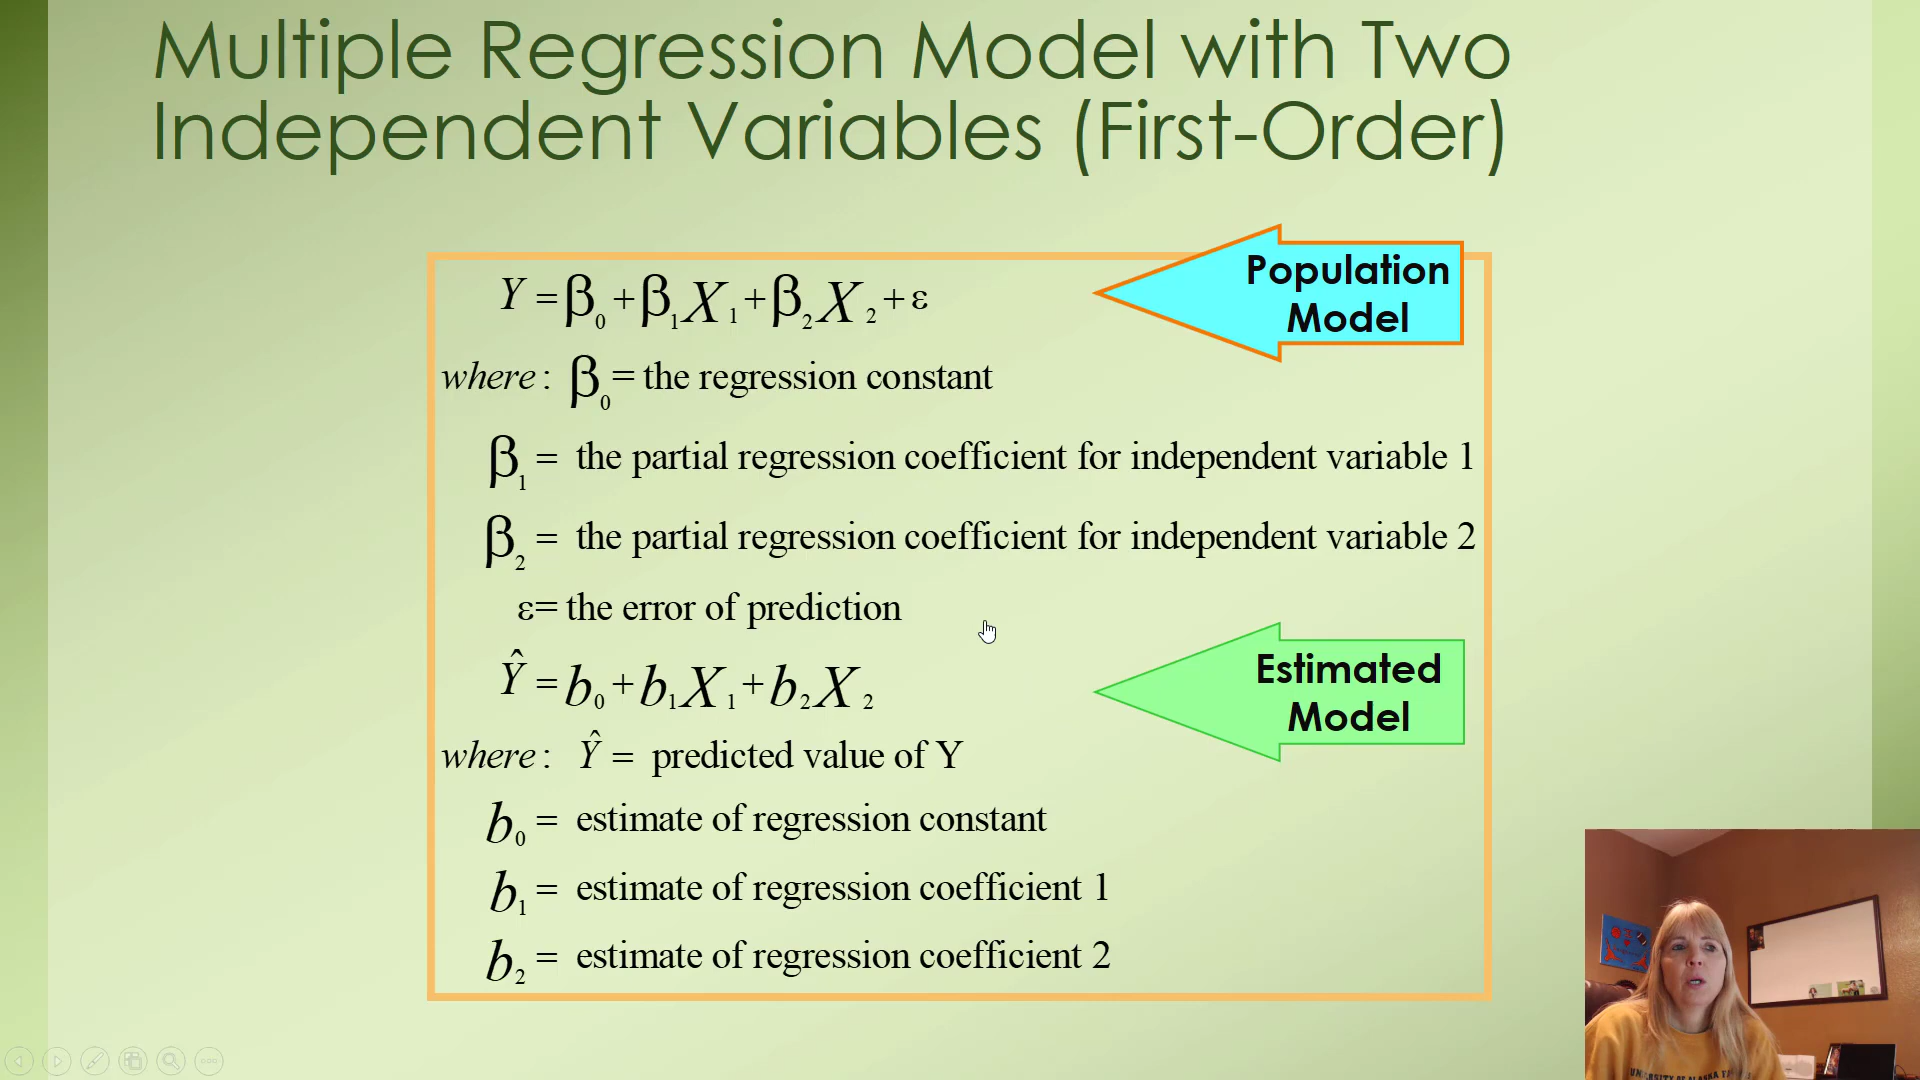 Multiple Regression Model with Two
Independent Variables (First-Order)
Y = β₀ + β₁X₁ + β₂X₂ + ε
Population
Model
where: β₀ = the regression constant
β₁ = the partial regression coefficient for independent variable 1
β₂ = the partial regression coefficient for independent variable 2
ε = the error of prediction
Ŷ = b₀ + b₁X₁ + b₂X₂
Estimated
Model
where: Ŷ = predicted value of Y
b₀ = estimate of regression constant
b₁ = estimate of regression coefficient 1
b₂ = estimate of regression coefficient 2
UNIVERSITY OF ALASKA